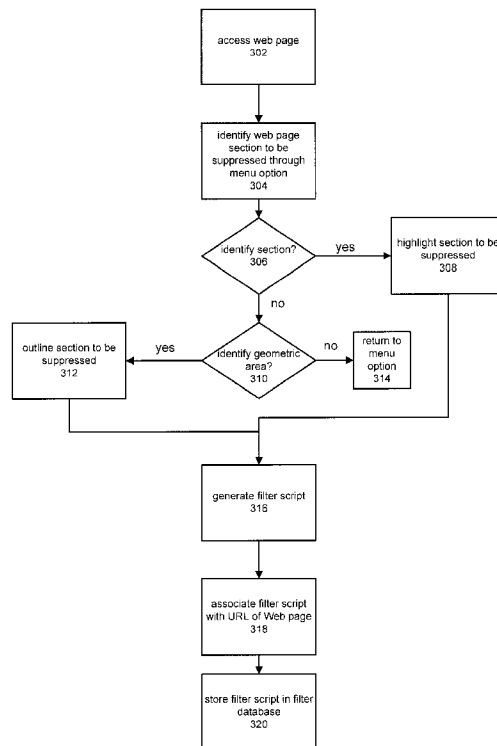 access web page
302
identify web page
section to be
suppressed through
menu option
304
identify section?
306
yes
highlight section to be
suppressed
308
no
outline section to be
suppressed
312
yes
identify geometric
area?
310
no
return to
menu
option
314
generate filter script
316
associate filter script
with URL of Web page
318
store filter script in filter
database
320